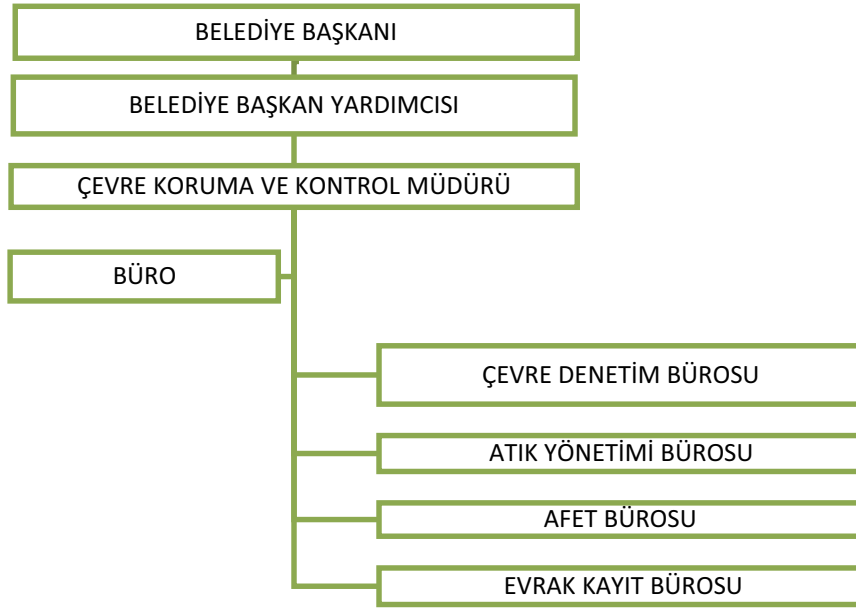 BELEDİYE BAŞKANI
BELEDİYE BAŞKAN YARDIMCISI
ÇEVRE KORUMA VE KONTROL MÜDÜRÜ
BÜRO
ÇEVRE DENETİM BÜROSU
ATIK YÖNETİMİ BÜROSU
AFET BÜROSU
EVRAK KAYIT BÜROSU